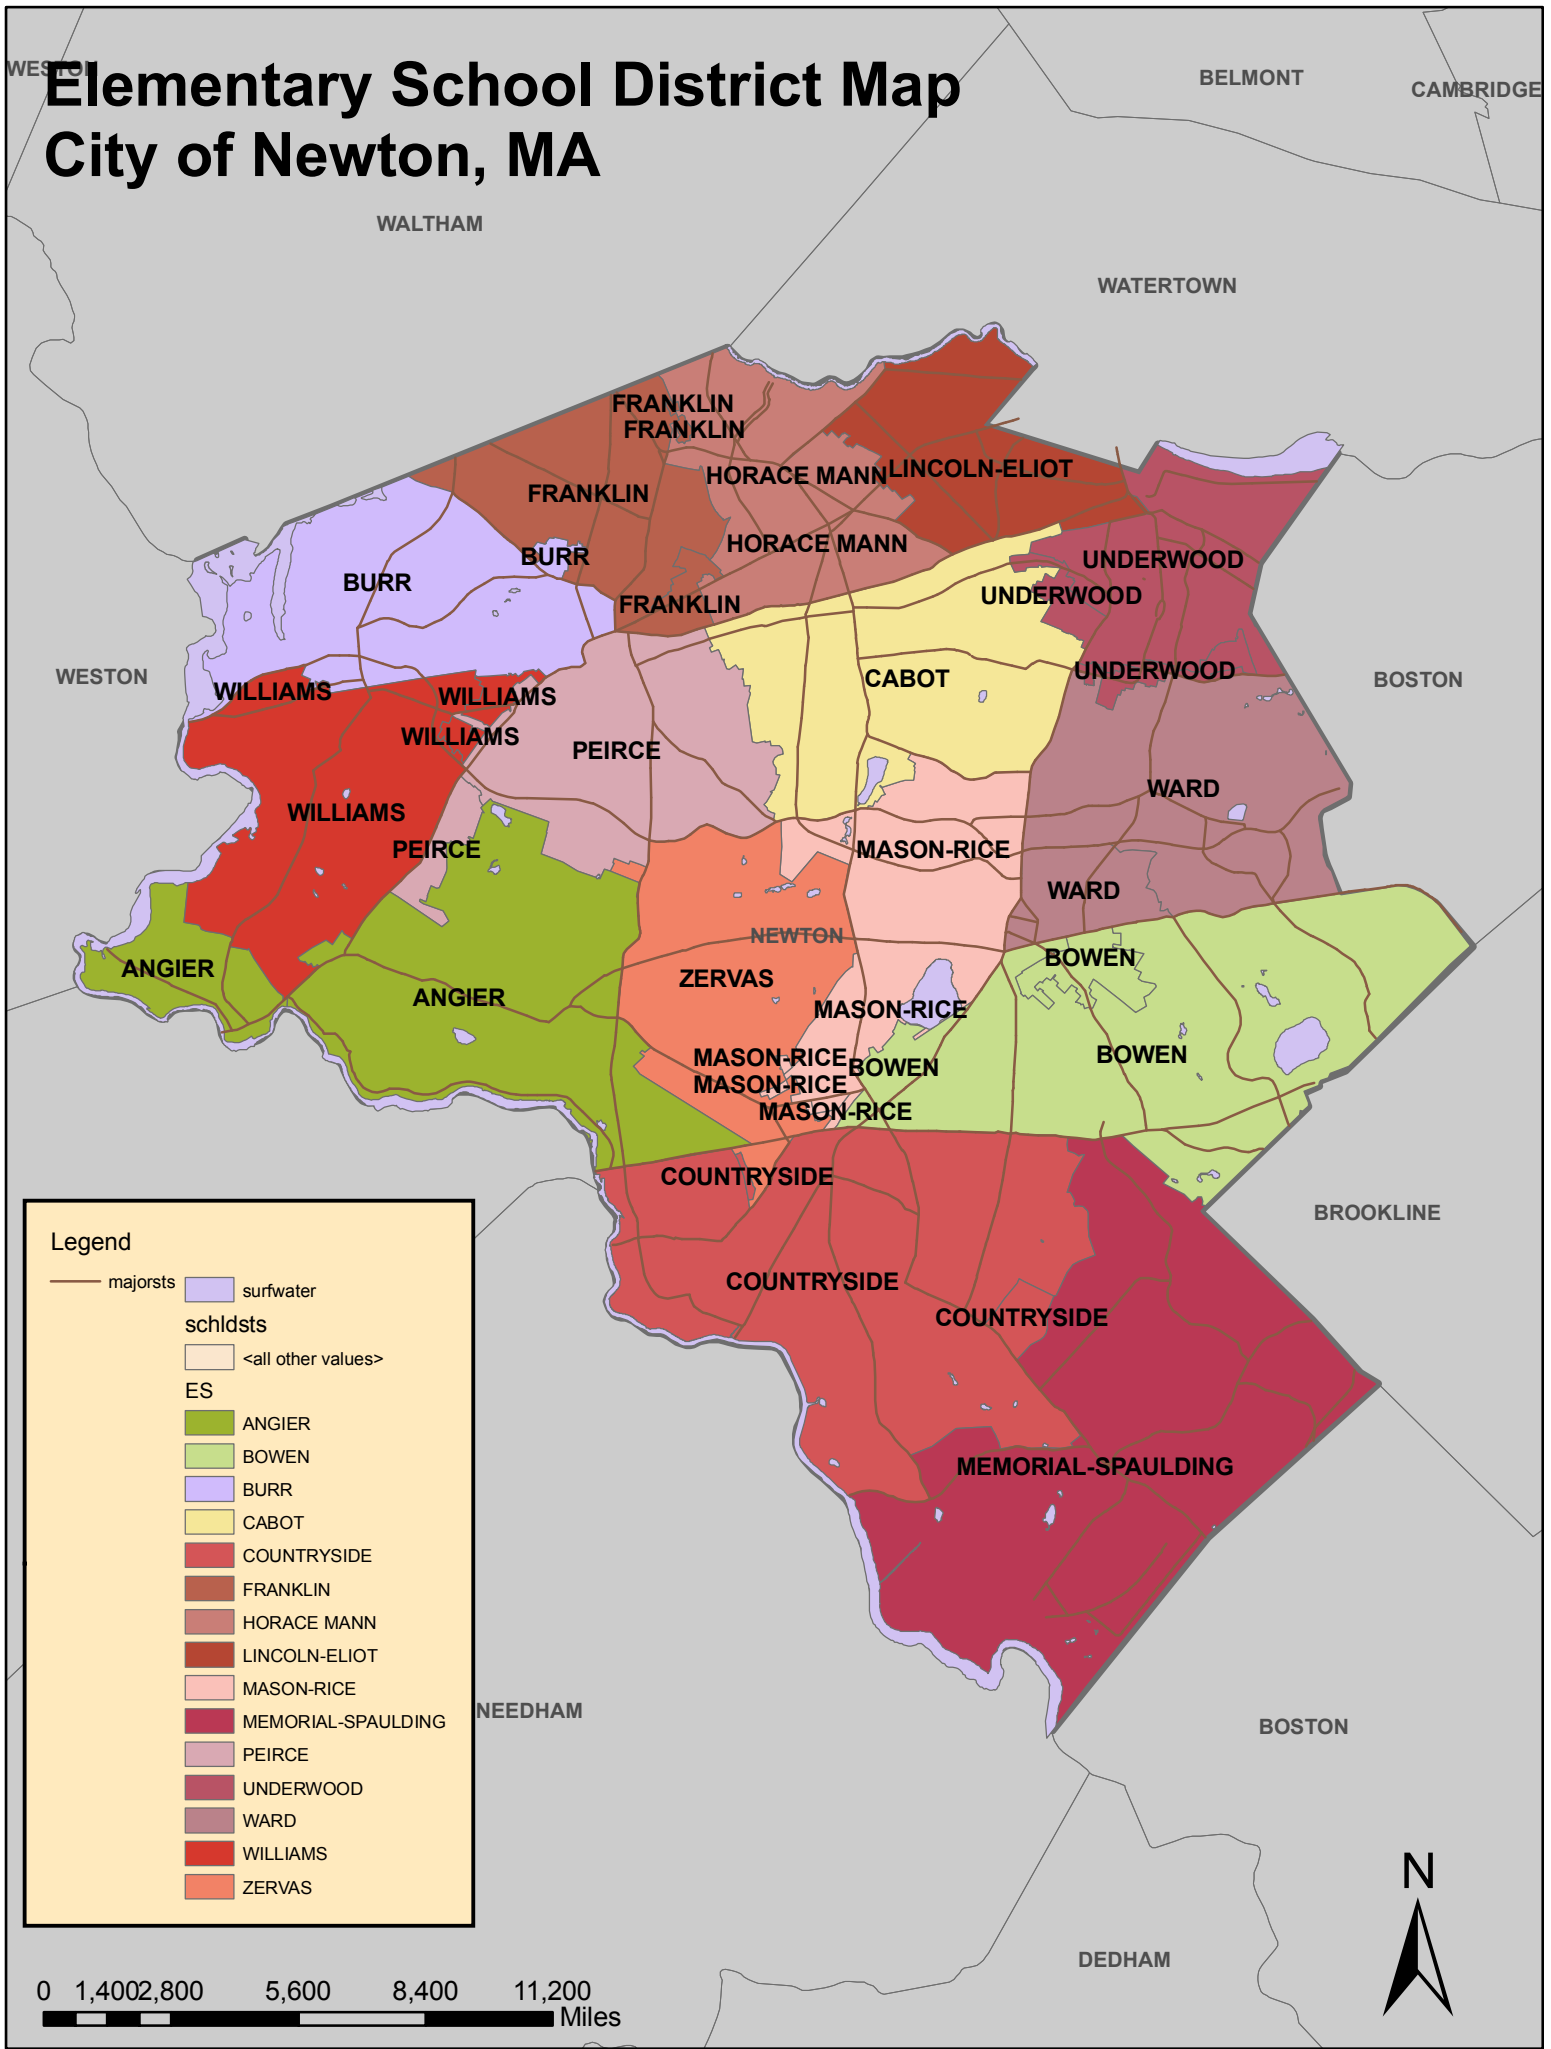 WESTON
Elementary School District Map
City of Newton, MA
BELMONT
CAMBRIDGE
WALTHAM
WATERTOWN
FRANKLIN
FRANKLIN
HORACE MANN
LINCOLN-ELIOT
FRANKLIN
HORACE MANN
BURR
UNDERWOOD
BURR
UNDERWOOD
FRANKLIN
WESTON
UNDERWOOD
CABOT
BOSTON
WILLIAMS
WILLIAMS
WILLIAMS
PEIRCE
WARD
WILLIAMS
PEIRCE
MASON-RICE
WARD
NEWTON
BOWEN
ANGIER
ZERVAS
ANGIER
MASON-RICE
MASON-RICE
BOWEN
BOWEN
MASON-RICE
MASON-RICE
COUNTRYSIDE
BROOKLINE
COUNTRYSIDE
COUNTRYSIDE
MEMORIAL-SPAULDING
NEEDHAM
BOSTON
DEDHAM
Legend
majorsts
surfwater
schldsts
<all other values>
ES
ANGIER
BOWEN
BURR
CABOT
COUNTRYSIDE
FRANKLIN
HORACE MANN
LINCOLN-ELIOT
MASON-RICE
MEMORIAL-SPAULDING
PEIRCE
UNDERWOOD
WARD
WILLIAMS
ZERVAS
N
0 1,400 2,800 5,600 8,400 11,200
Miles